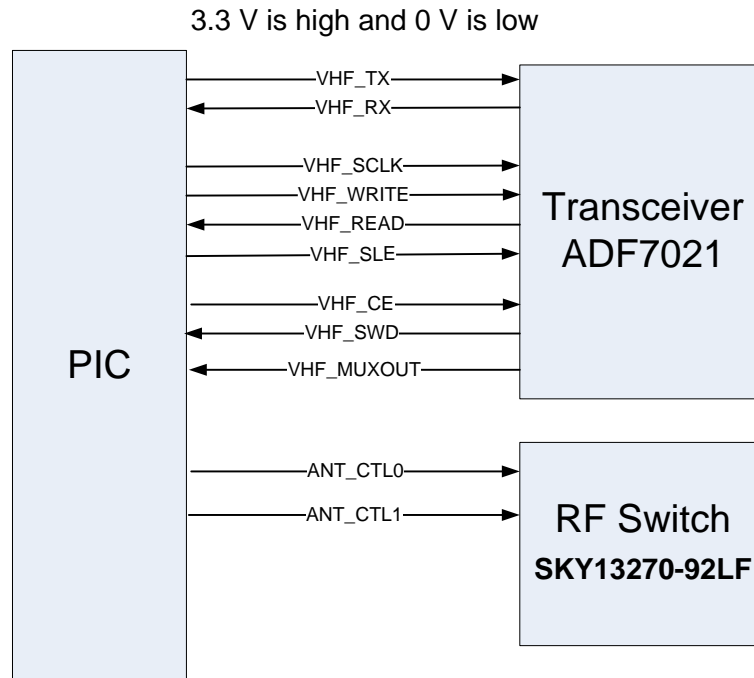 3.3 V is high and 0 V is low
VHF_TX
VHF_RX
VHF_SCLK
VHF_WRITE
VHF_READ
VHF_SLE
VHF_CE
VHF_SWD
VHF_MUXOUT
Transceiver
ADF7021
PIC
ANT_CTL0
ANT_CTL1
RF Switch
SKY13270-92LF